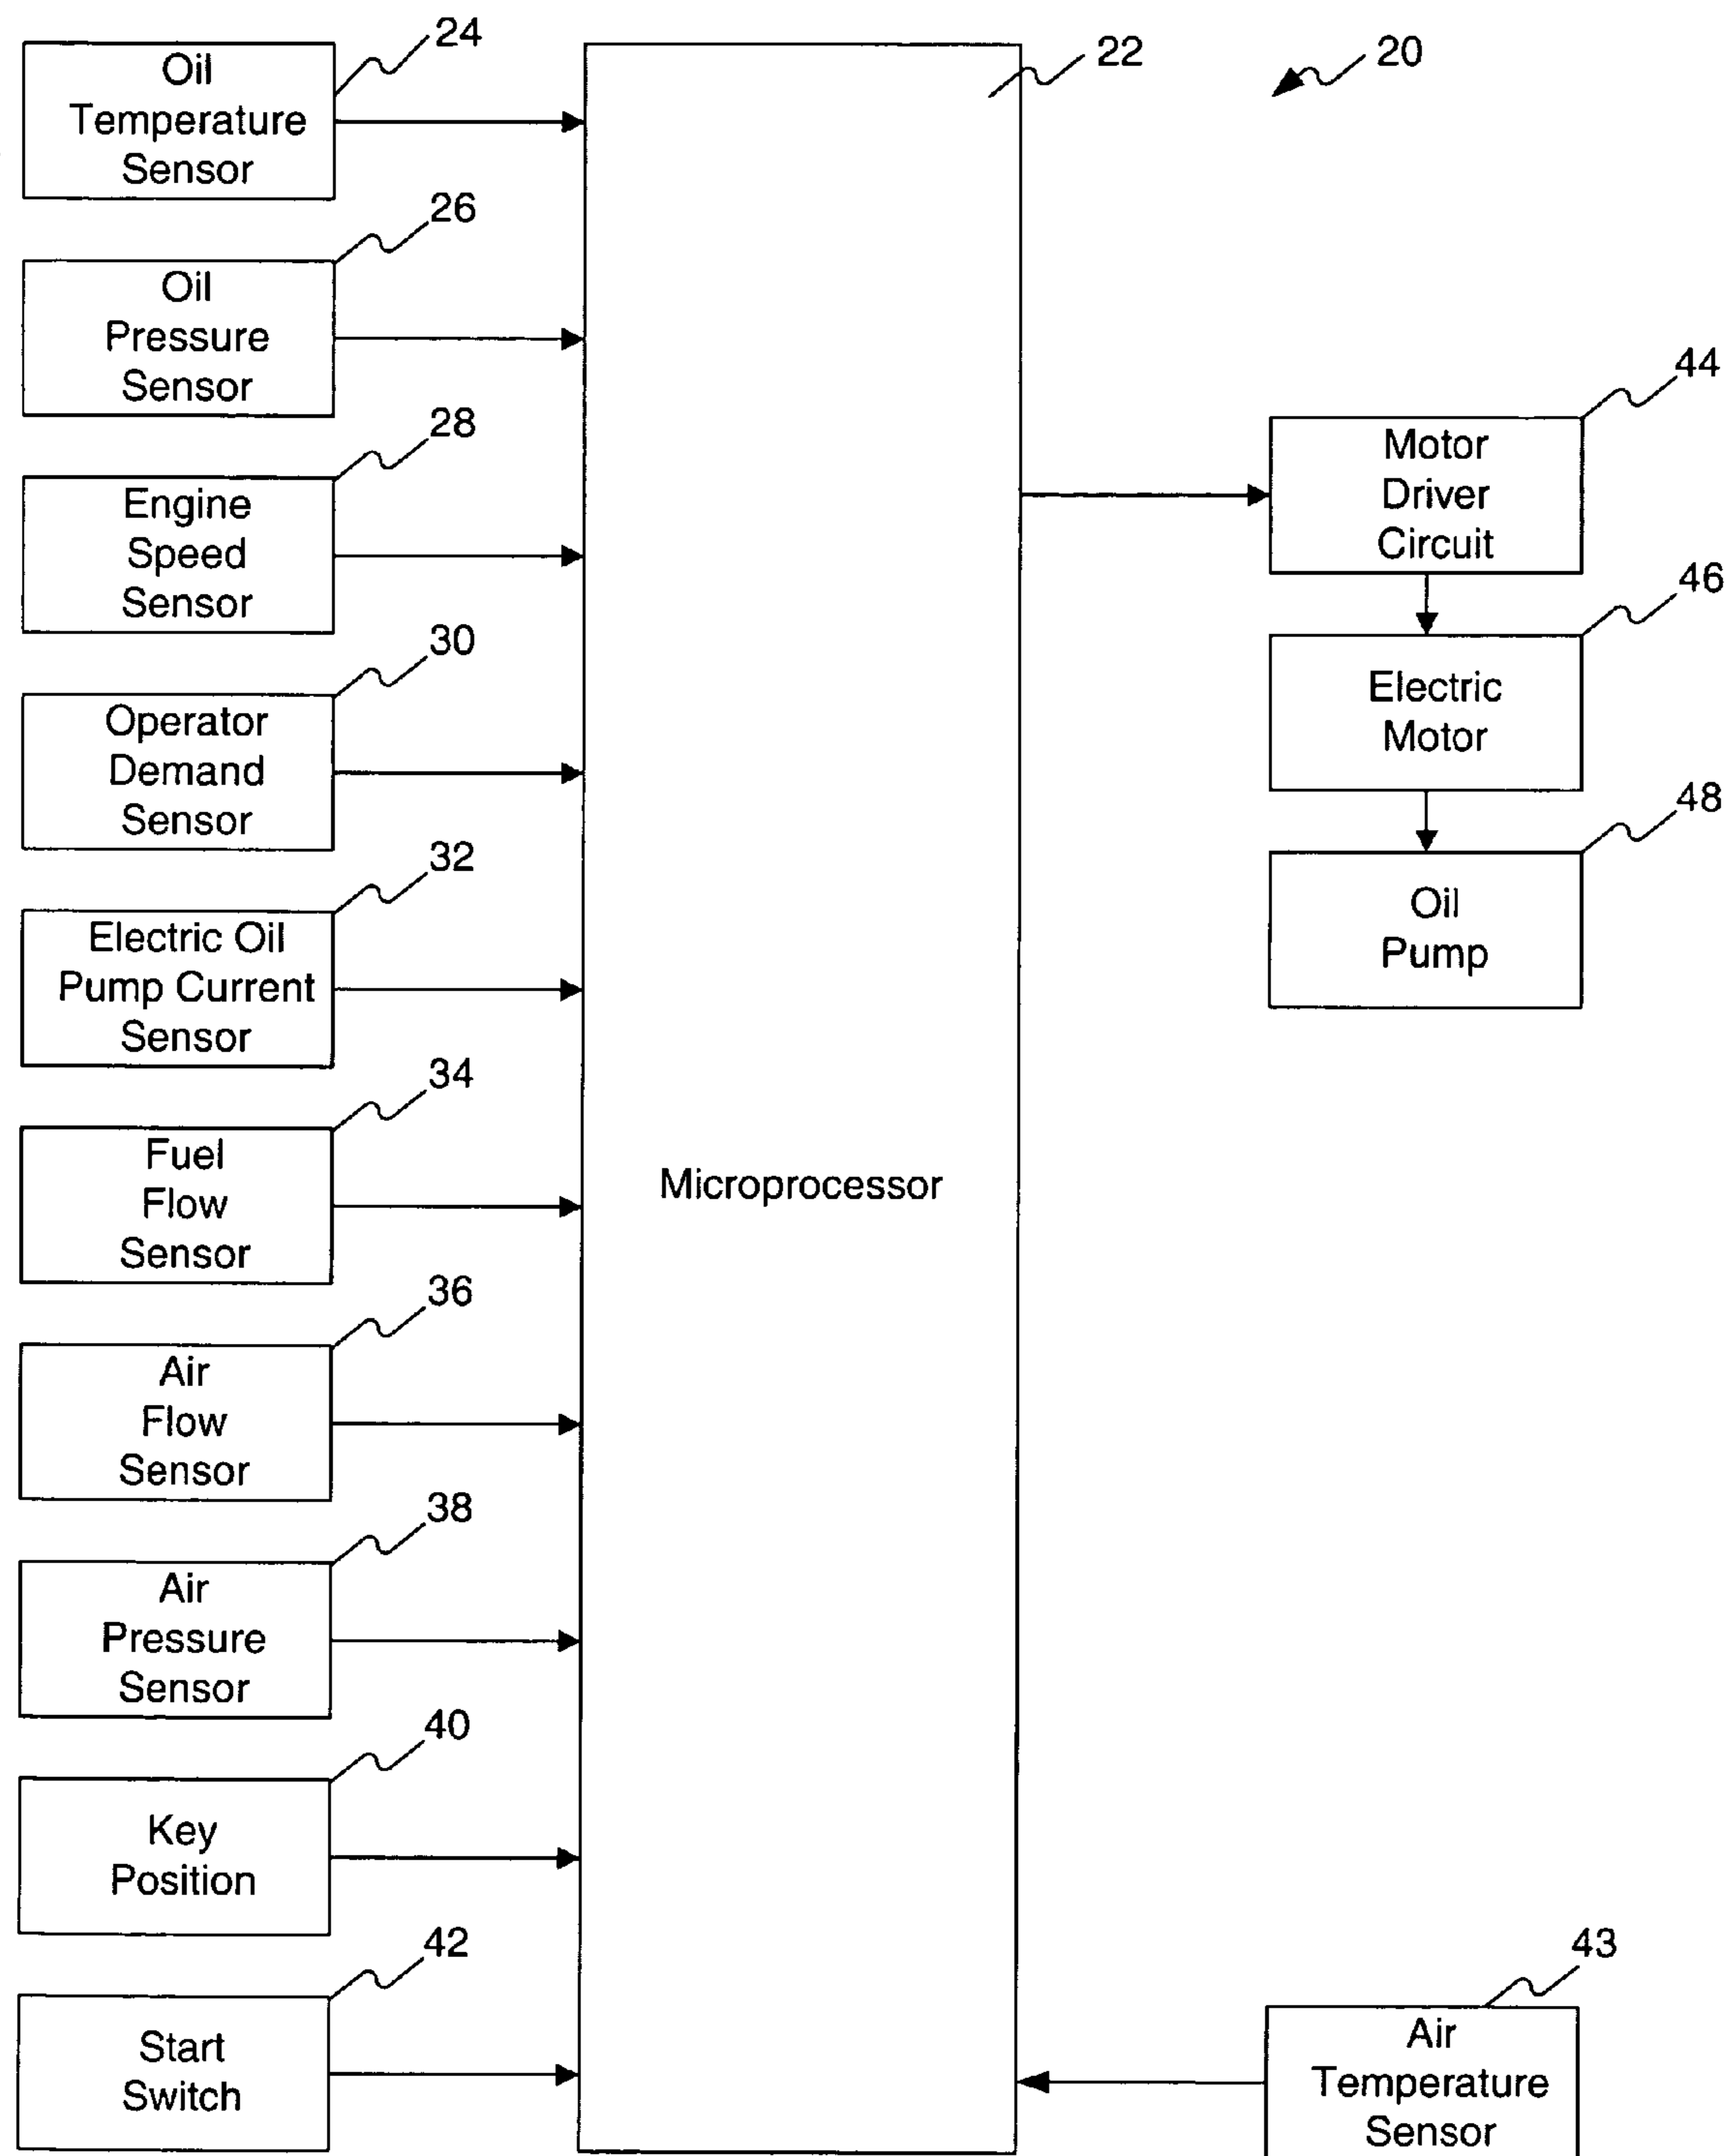 24
Oil
Temperature
Sensor
22
20
26
Oil
Pressure
Sensor
28
Engine
Speed
Sensor
30
Operator
Demand
Sensor
32
Electric Oil
Pump Current
Sensor
34
Fuel
Flow
Sensor
36
Air
Flow
Sensor
38
Air
Pressure
Sensor
40
Key
Position
42
Start
Switch
Microprocessor
44
Motor
Driver
Circuit
46
Electric
Motor
48
Oil
Pump
43
Air
Temperature
Sensor